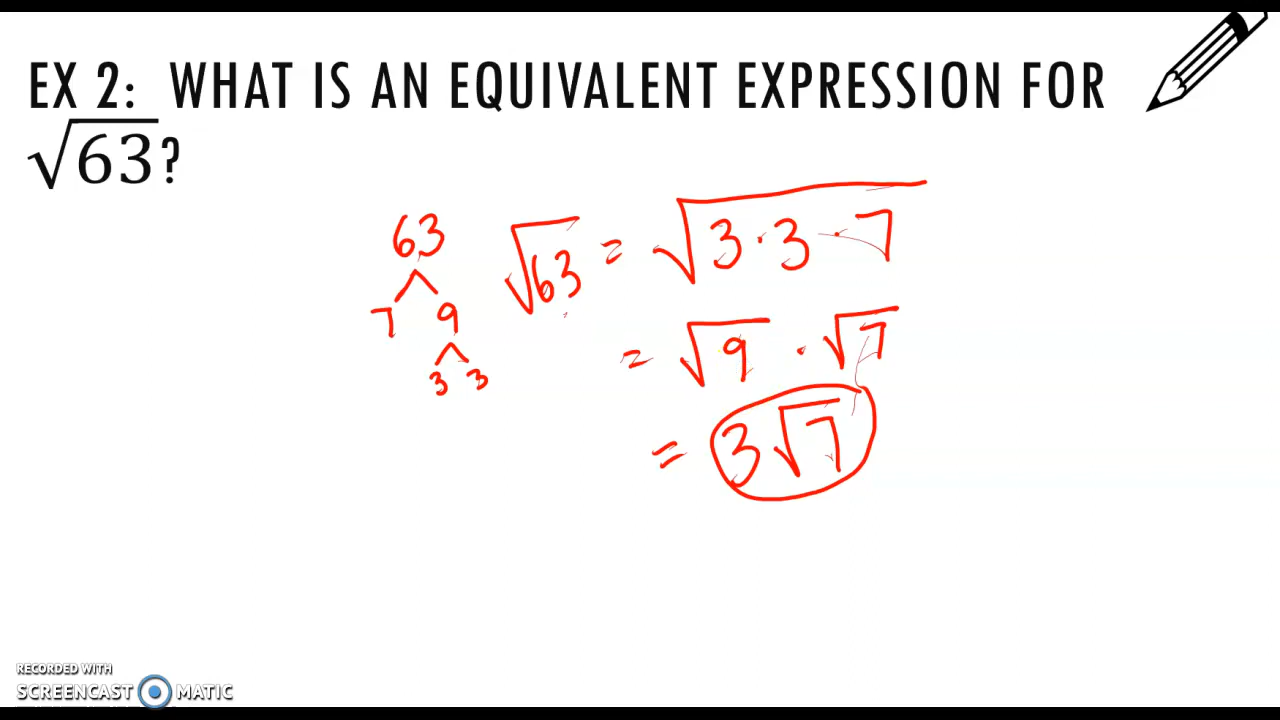 EX 2: WHAT IS AN EQUIVALENT EXPRESSION FOR
√63?
63
7 9
3 3
√63 = √3·3·7
= √9 · √7
= 3√7
RECORDED WITH
SCREENCAST MATIC